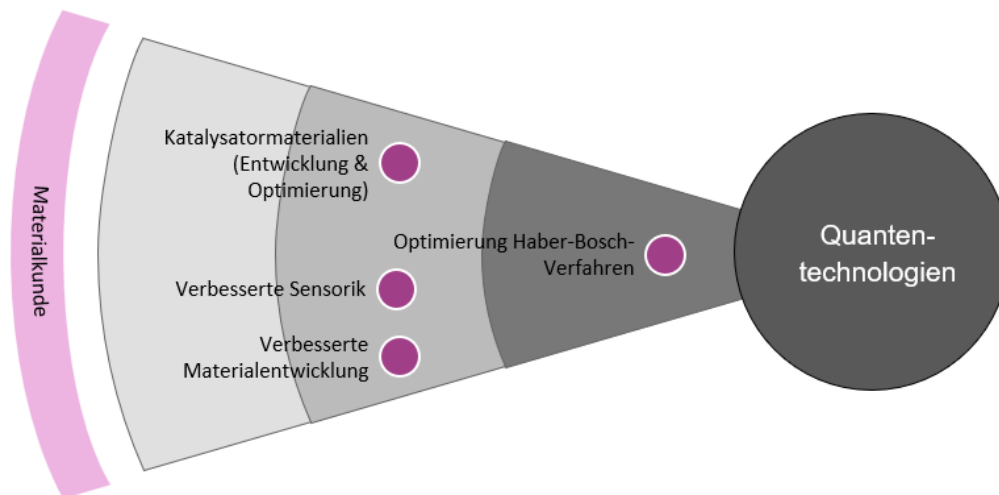 Materialkunde
Katalysatormaterialien
(Entwicklung &
Optimierung)
Optimierung Haber-Bosch-
Verfahren
Verbesserte Sensorik
Verbesserte
Materialentwicklung
Quanten-
technologien